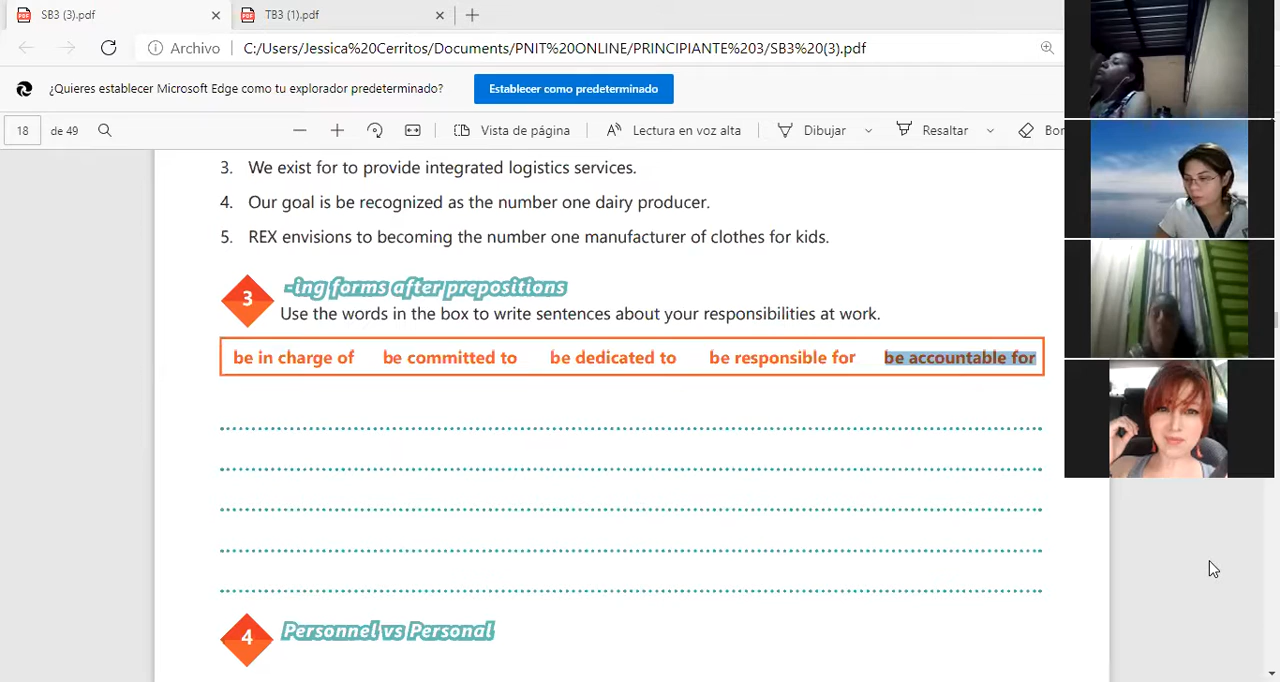 SB3 (3).pdf
TB3 (1).pdf
Archivo
C:/Users/Jessica%20Cerritos/Documents/PNIT%20ONLINE/PRINCIPIANTE%203/SB3%20(3).pdf
¿Quieres establecer Microsoft Edge como tu explorador predeterminado?
Establecer como predeterminado
18 de 49
Vista de página
Lectura en voz alta
Dibujar
Resaltar
Bor
3. We exist for to provide integrated logistics services.
4. Our goal is be recognized as the number one dairy producer.
5. REX envisions to becoming the number one manufacturer of clothes for kids.
3 -ing forms after prepositions
Use the words in the box to write sentences about your responsibilities at work.
be in charge of be committed to be dedicated to be responsible for be accountable for
4 Personnel vs Personal